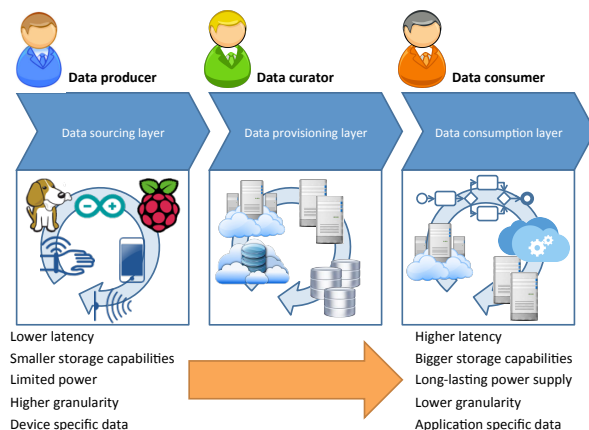 Data producer
Data curator
Data consumer
Data sourcing layer
Data provisioning layer
Data consumption layer
Lower latency
Smaller storage capabilities
Limited power
Higher granularity
Device specific data
Higher latency
Bigger storage capabilities
Long-lasting power supply
Lower granularity
Application specific data